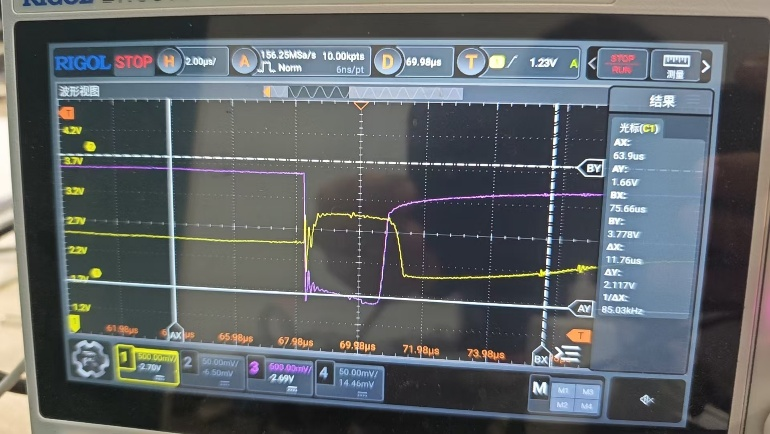 RIGOL
RIGOL STOP H 2.00μs/ A 156.25MSa/s 10.00kpts D 69.98μs T 1.23V A STOP
Norm 6ns/pt RUN 测量
波形视图 结果
T
4.2V 光标(C1)
AX:
63.9us
3.7V BY AY:
1.66V
3.2V BX:
75.66us
2.7V BY:
3.778V
2.2V ΔX:
11.76us
ΔY:
2.117V
1.2V AY 1/ΔX:
85.03kHz
T
61.98μs 65.98μs 67.98μs 69.98μs 71.98μs 73.98μs
AX BX
1 500.00mV 2 50.00mV 3 500.00mV 4 50.00mV M M1 M3
-2.70V -6.50mV -2.69V 14.46mV M2 M4